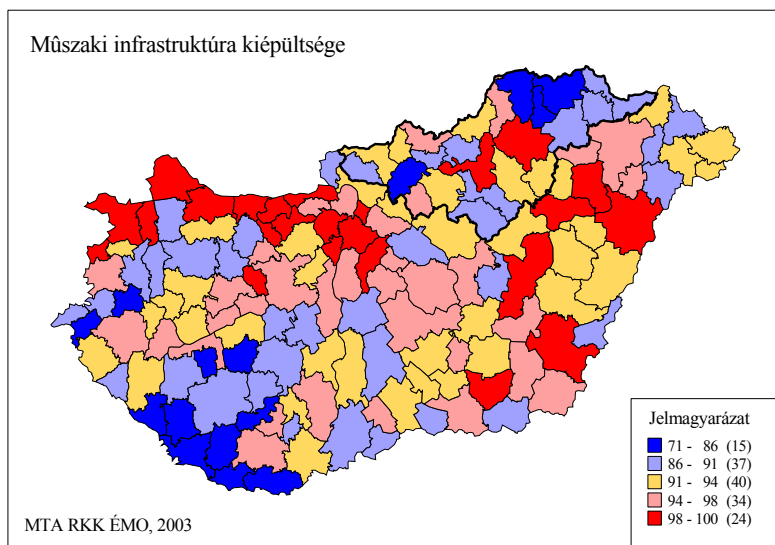 Mûszaki infrastruktúra kiépültsége
Jelmagyarázat
71 - 86 (15)
86 - 91 (37)
91 - 94 (40)
94 - 98 (34)
98 - 100 (24)
MTA RKK ÉMO, 2003